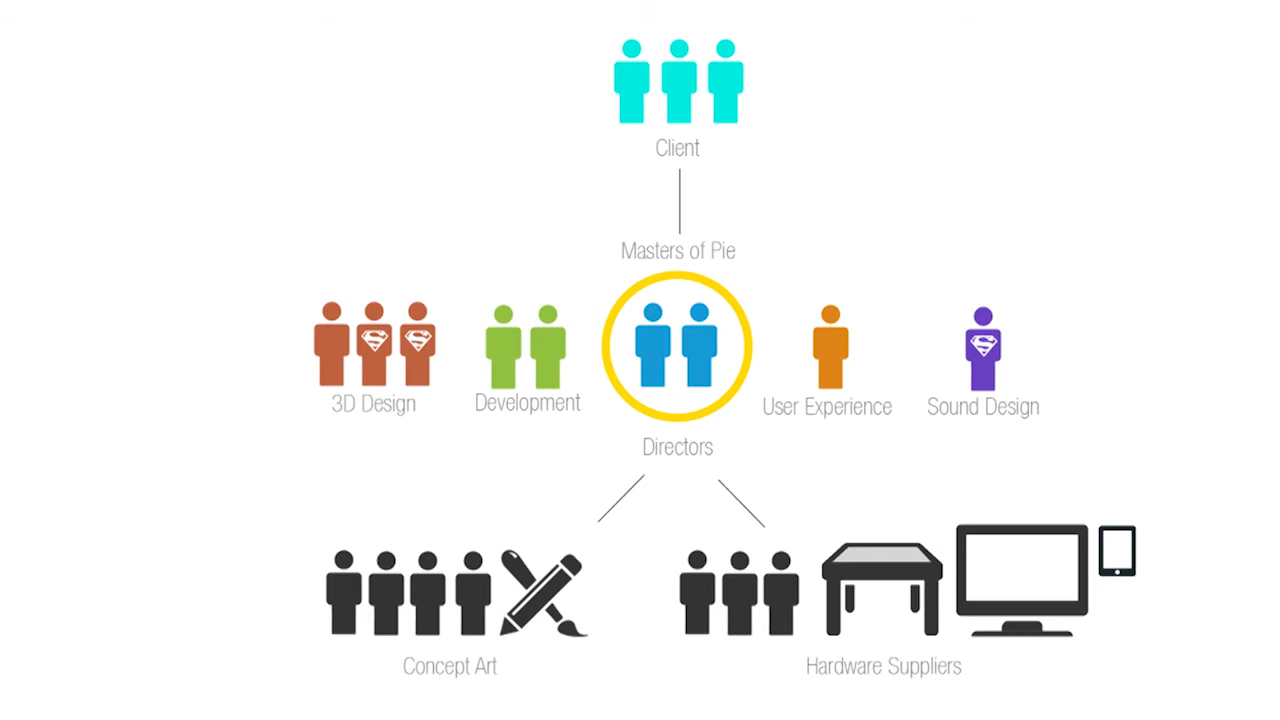 Client
Masters of Pie
3D Design
Development
User Experience
Sound Design
Directors
Concept Art
Hardware Suppliers